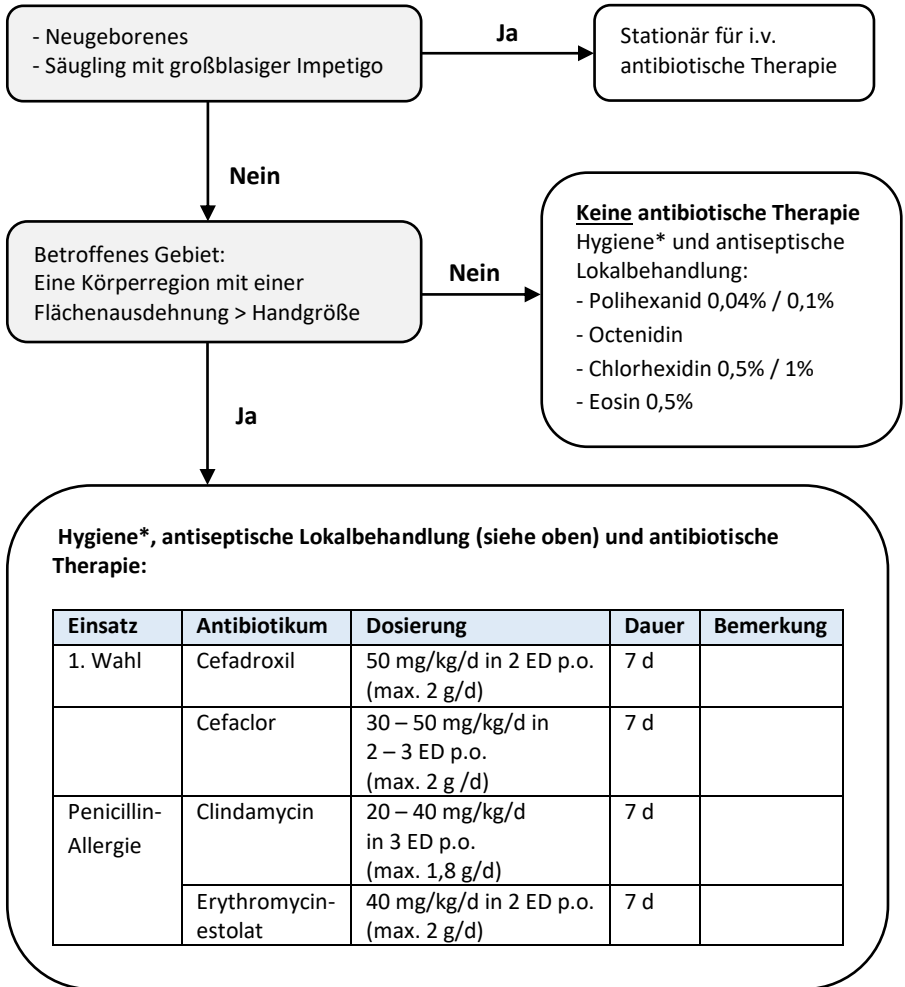 - Neugeborenes
- Säugling mit großblasiger Impetigo
Ja
Stationär für i.v.
antibiotische Therapie
Nein
Betroffenes Gebiet:
Eine Körperregion mit einer
Flächenausdehnung > Handgröße
Nein
Keine antibiotische Therapie
Hygiene* und antiseptische
Lokalbehandlung:
- Polihexanid 0,04% / 0,1%
- Octenidin
- Chlorhexidin 0,5% / 1%
- Eosin 0,5%
Ja
Hygiene*, antiseptische Lokalbehandlung (siehe oben) und antibiotische
Therapie:
Einsatz Antibiotikum Dosierung Dauer Bemerkung
1. Wahl Cefadroxil 50 mg/kg/d in 2 ED p.o. 7 d
(max. 2 g/d)
Cefaclor 30 – 50 mg/kg/d in 7 d
2 – 3 ED p.o.
(max. 2 g /d)
Penicillin- Clindamycin 20 – 40 mg/kg/d 7 d
Allergie in 3 ED p.o.
(max. 1,8 g/d)
Erythromycin- 40 mg/kg/d in 2 ED p.o. 7 d
estolat (max. 2 g/d)